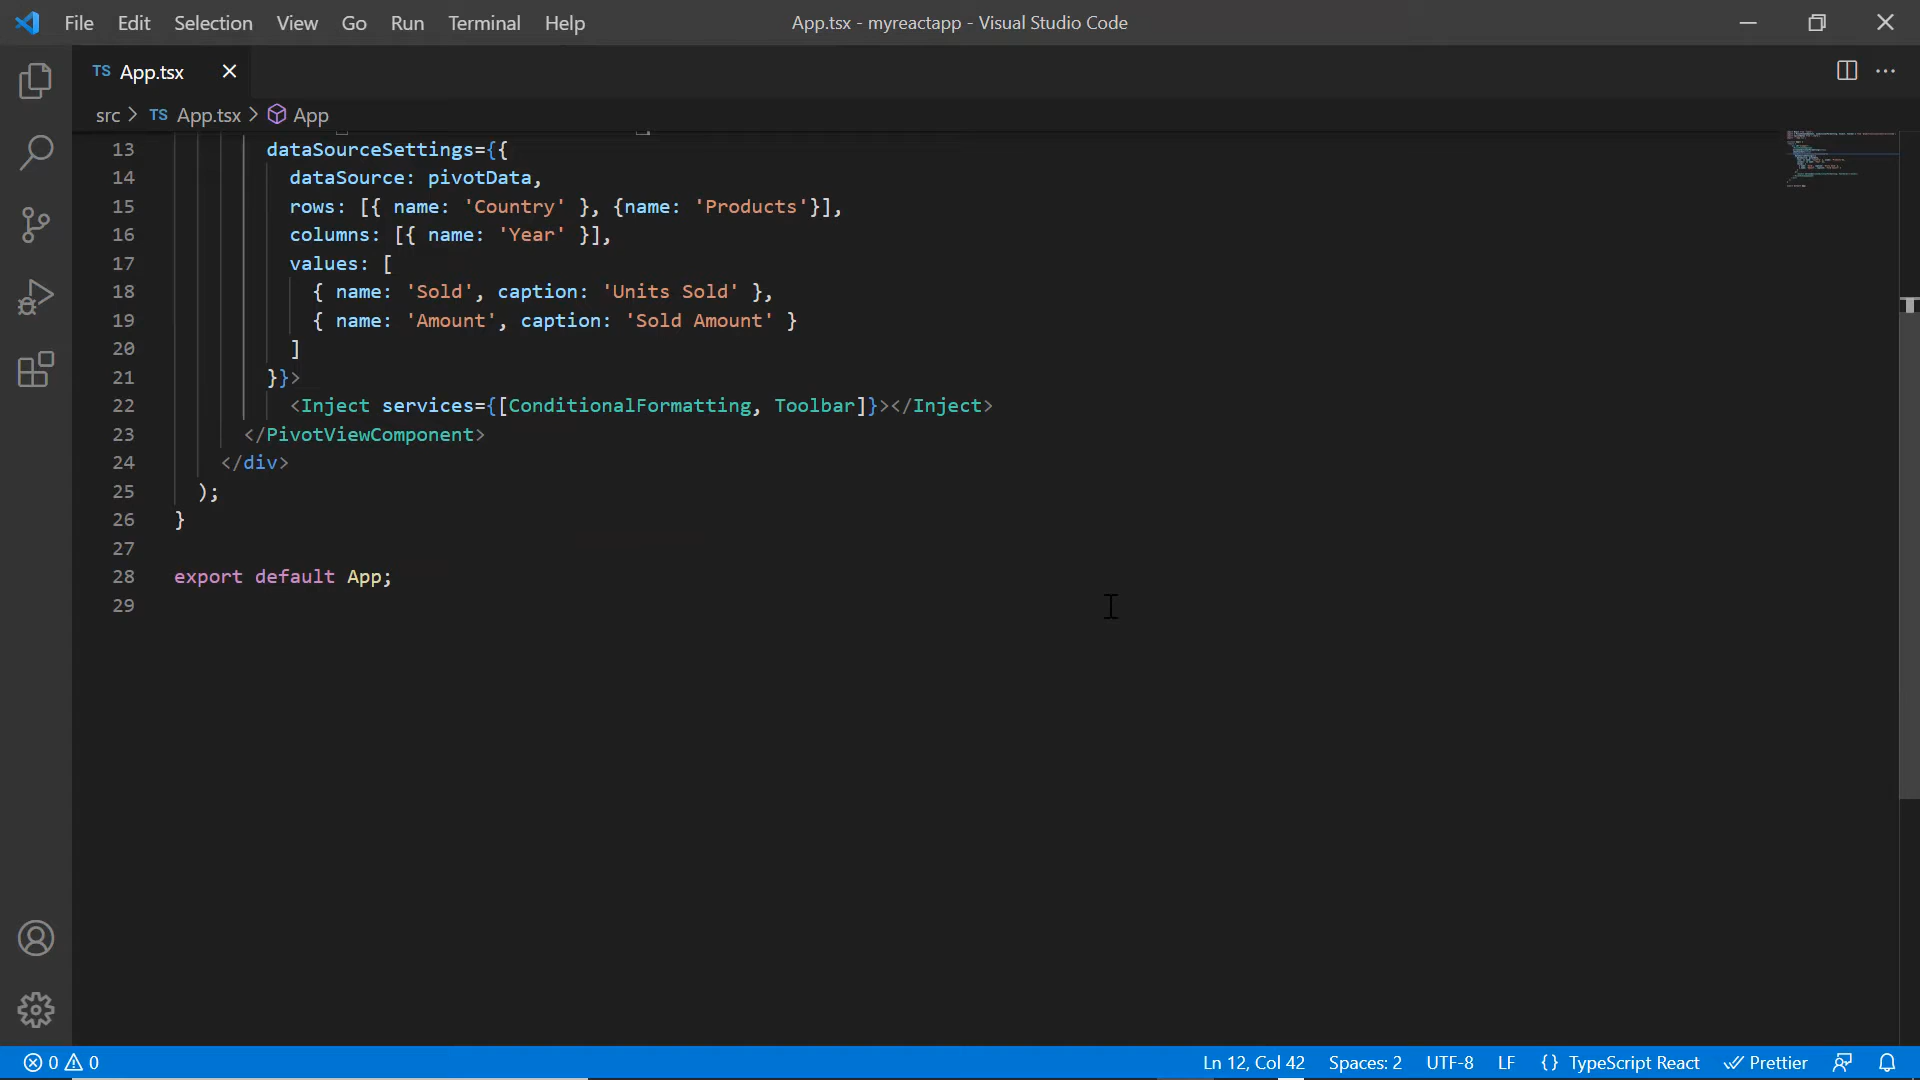 File Edit Selection View Go Run Terminal Help App.tsx - myreactapp - Visual Studio Code
TS App.tsx
src > TS App.tsx > App
13 dataSourceSettings={{
14 dataSource: pivotData,
15 rows: [{ name: 'Country' }, {name: 'Products'}],
16 columns: [{ name: 'Year' }],
17 values: [
18 { name: 'Sold', caption: 'Units Sold' },
19 { name: 'Amount', caption: 'Sold Amount' }
20 ]
21 }}>
22 <Inject services={[ConditionalFormatting, Toolbar]}></Inject>
23 </PivotViewComponent>
24 </div>
25 );
26 }
27
28 export default App;
29
0 0 Ln 12, Col 42 Spaces: 2 UTF-8 LF {} TypeScript React Prettier